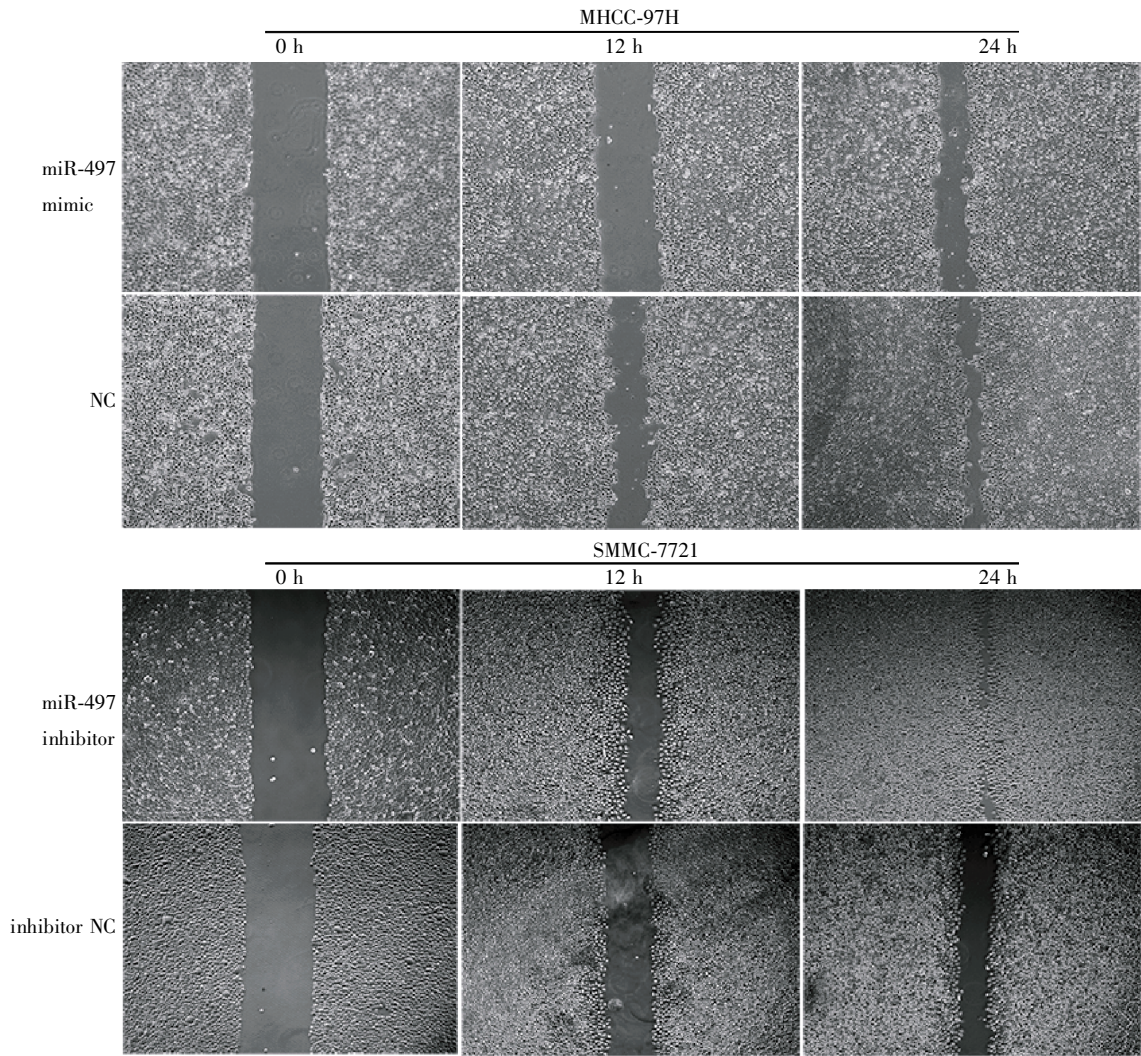 MHCC-97H
0 h 12 h 24 h
miR-497
mimic
NC
SMMC-7721
0 h 12 h 24 h
miR-497
inhibitor
inhibitor NC